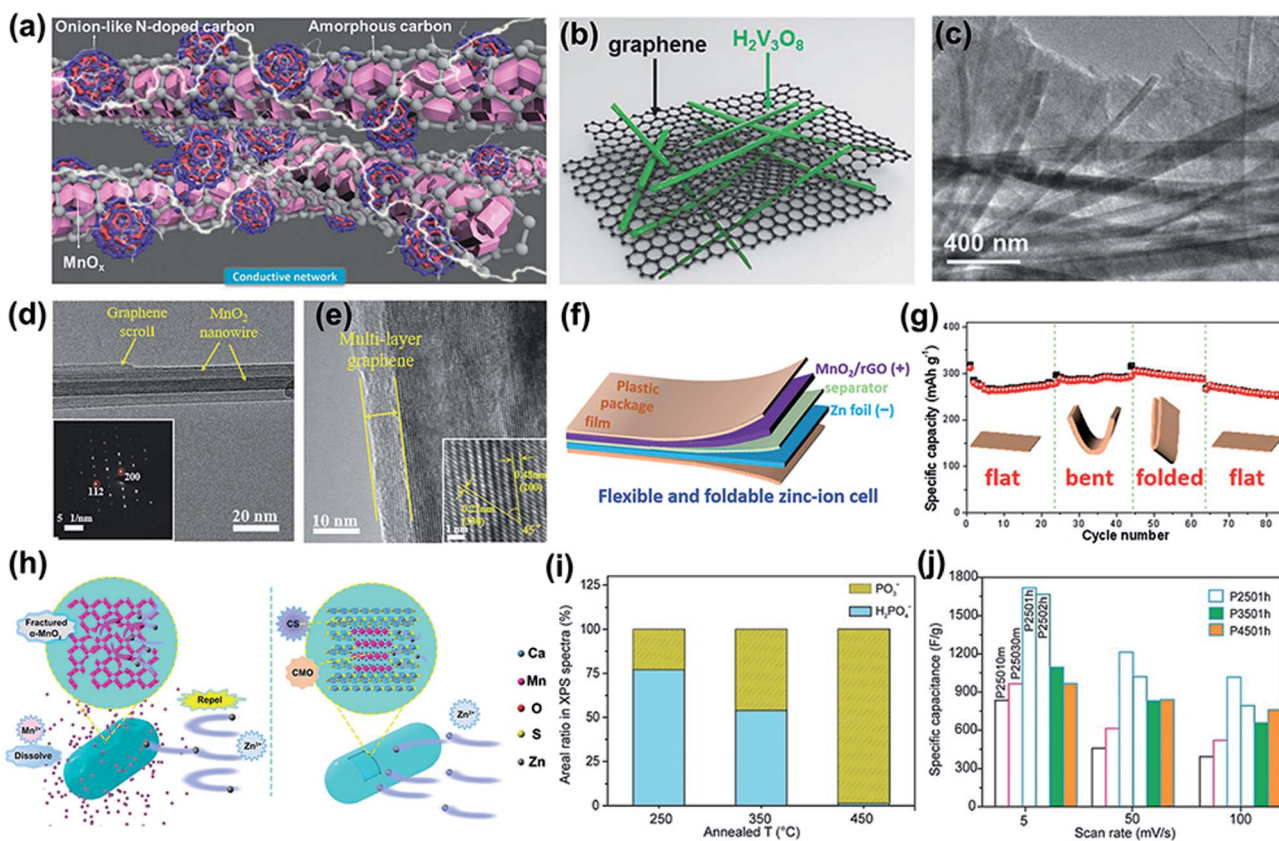 (a)
Onion-like N-doped carbon
Amorphous carbon
MnOx
Conductive network
(b)
graphene
H2V3O8
(c)
400 nm
(d)
Graphene
scroll
MnO2
nanowire
200
112
5 1/nm
20 nm
(e)
Multi-layer
graphene
10 nm
0.48nm
(200)
45°
1 nm
(f)
Plastic
package
film
MnO2/rGO (+)
separator
Zn foil (−)
Flexible and foldable zinc-ion cell
(g)
Specific capacity (mAh g-1)
400
300
200
100
0
flat
bent
folded
flat
0 10 20 30 40 50 60 70 80
Cycle number
(h)
Fractured
α-MnO2
Repel
Mn2+
Dissolve
Zn2+
CS
CMO
Zn2+
Ca
Mn
O
S
Zn
(i)
Areal ratio in XPS spectra (%)
125
100
75
50
25
0
PO3-
H2PO4-
250 350 450
Annealed T (°C)
(j)
Specific capacitance (F/g)
1800
1500
1200
900
600
300
0
P25010m
P25030m
P2501h
P2502h
P2501h
P3501h
P4501h
5 50 100
Scan rate (mV/s)